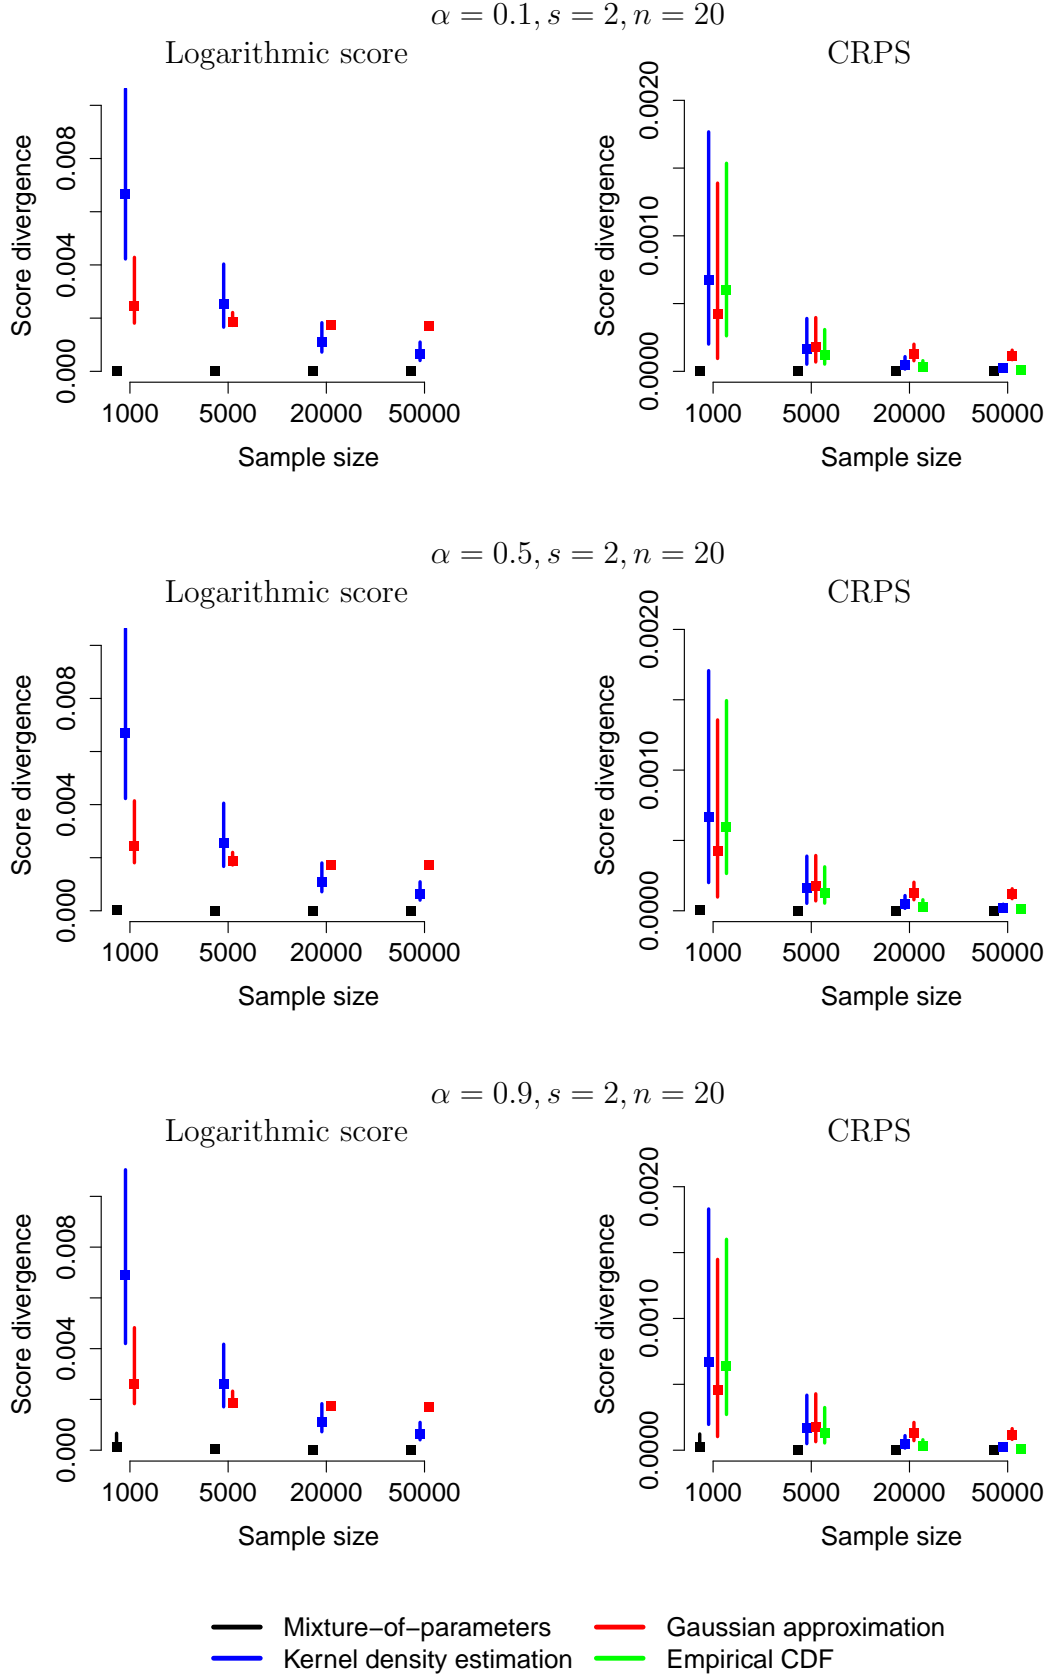 α = 0.1, s = 2, n = 20
Logarithmic score
Score divergence
0.000 0.004 0.008
1000 5000 20000 50000
Sample size
CRPS
Score divergence
0.0000 0.0010 0.0020
1000 5000 20000 50000
Sample size
α = 0.5, s = 2, n = 20
Logarithmic score
Score divergence
0.000 0.004 0.008
1000 5000 20000 50000
Sample size
CRPS
Score divergence
0.0000 0.0010 0.0020
1000 5000 20000 50000
Sample size
α = 0.9, s = 2, n = 20
Logarithmic score
Score divergence
0.000 0.004 0.008
1000 5000 20000 50000
Sample size
CRPS
Score divergence
0.0000 0.0010 0.0020
1000 5000 20000 50000
Sample size
Mixture−of−parameters
Kernel density estimation
Gaussian approximation
Empirical CDF